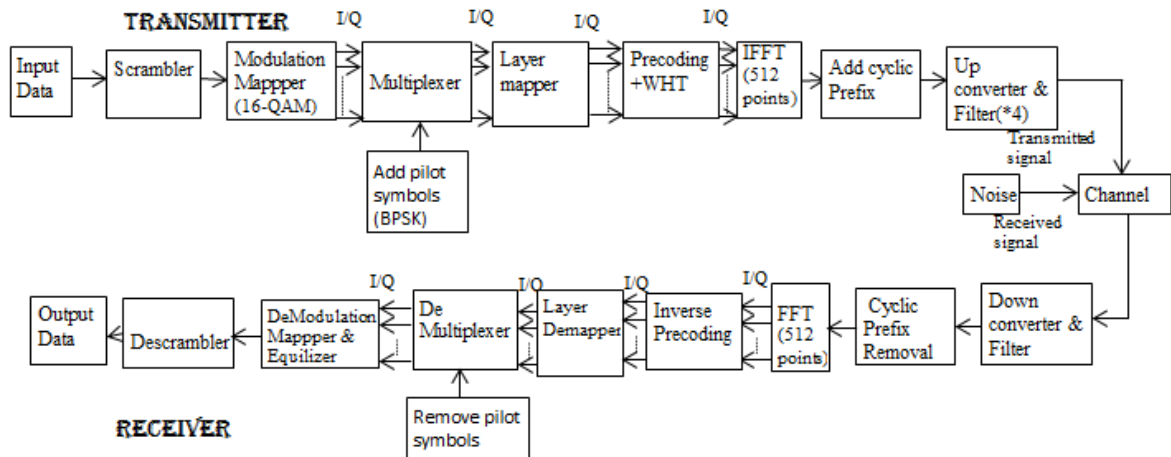 TRANSMITTER
I/Q
I/Q
I/Q
I/Q
Input
Data
Scrambler
Modulation
Mappper
(16-QAM)
Multiplexer
Layer
mapper
Precoding
+WHT
IFFT
(512
points)
Add cyclic
Prefix
Up
converter &
Filter(*4)
Add pilot
symbols
(BPSK)
Transmitted
signal
Noise
Channel
Received
signal
I/Q
I/Q
I/Q
I/Q
Output
Data
Descrambler
DeModulation
Mappper &
Equilizer
De
Multiplexer
Layer
Demapper
Inverse
Precoding
FFT
(512
points)
Cyclic
Prefix
Removal
Down
converter &
Filter
Remove pilot
symbols
RECEIVER